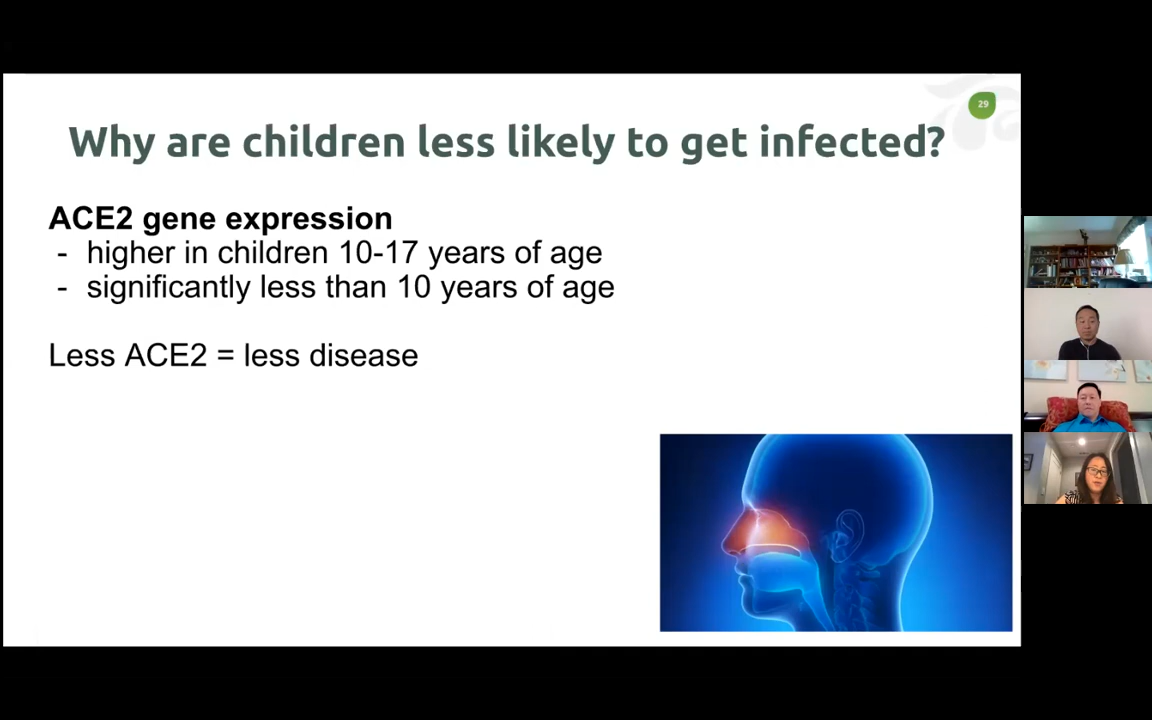 29
Why are children less likely to get infected?
ACE2 gene expression
- higher in children 10-17 years of age
- significantly less than 10 years of age
Less ACE2 = less disease